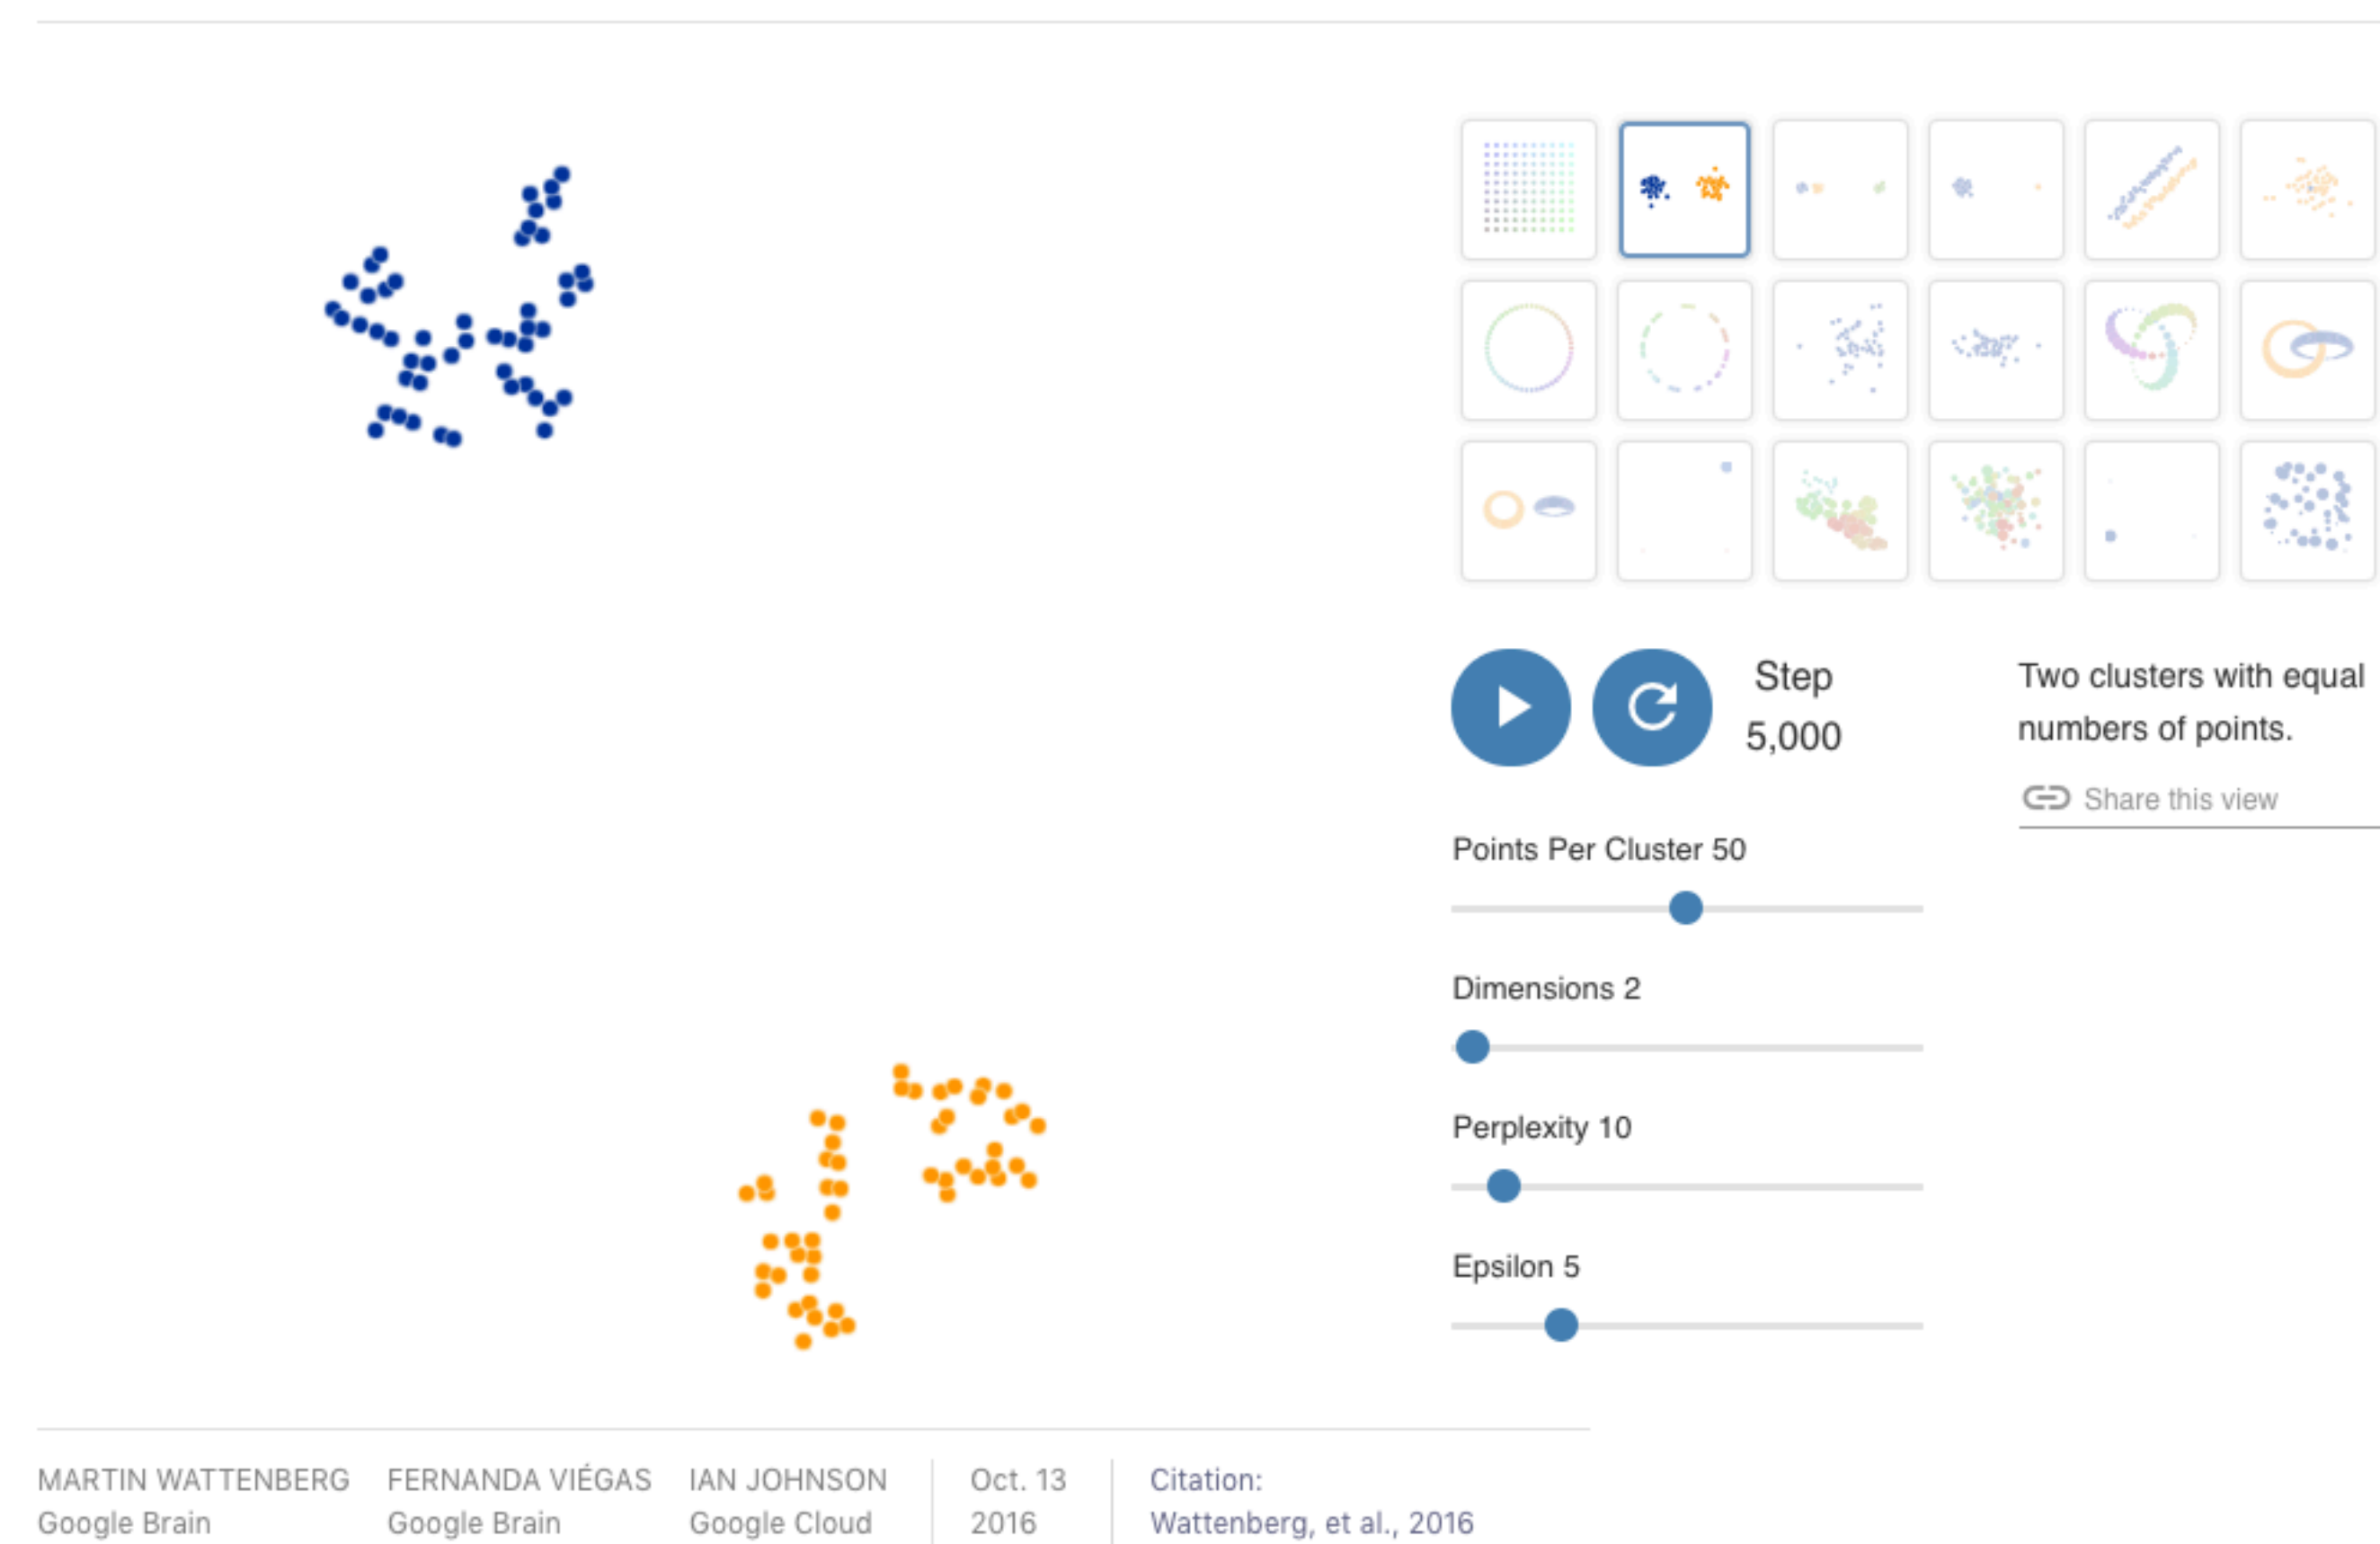 Step
5,000
Two clusters with equal
numbers of points.
Share this view
Points Per Cluster 50
Dimensions 2
Perplexity 10
Epsilon 5
MARTIN WATTENBERG
Google Brain
FERNANDA VIÉGAS
Google Brain
IAN JOHNSON
Google Cloud
Oct. 13
2016
Citation:
Wattenberg, et al., 2016